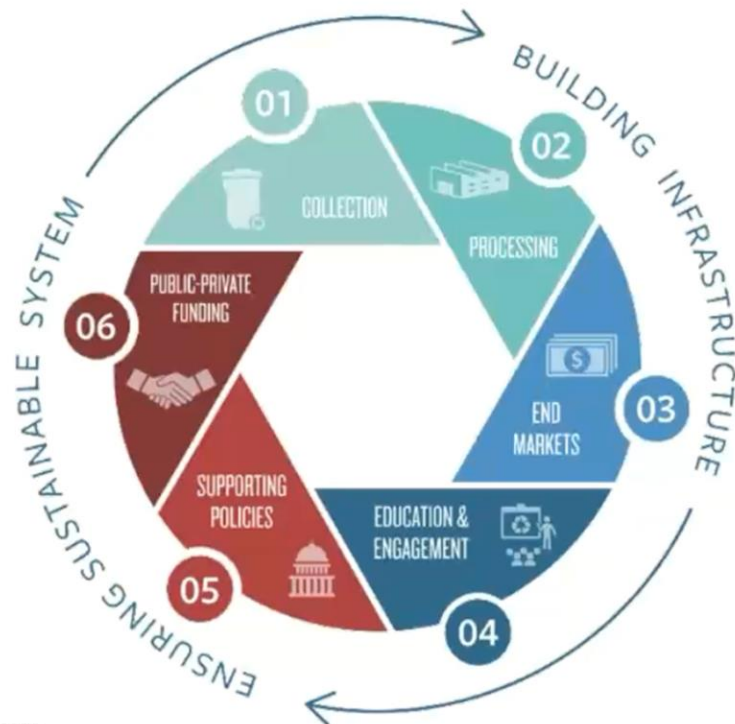 01
COLLECTION
02
PROCESSING
03
END
MARKETS
04
EDUCATION &
ENGAGEMENT
05
SUPPORTING
POLICIES
06
PUBLIC-PRIVATE
FUNDING
BUILDING INFRASTRUCTURE
ENSURING SUSTAINABLE SYSTEM
$